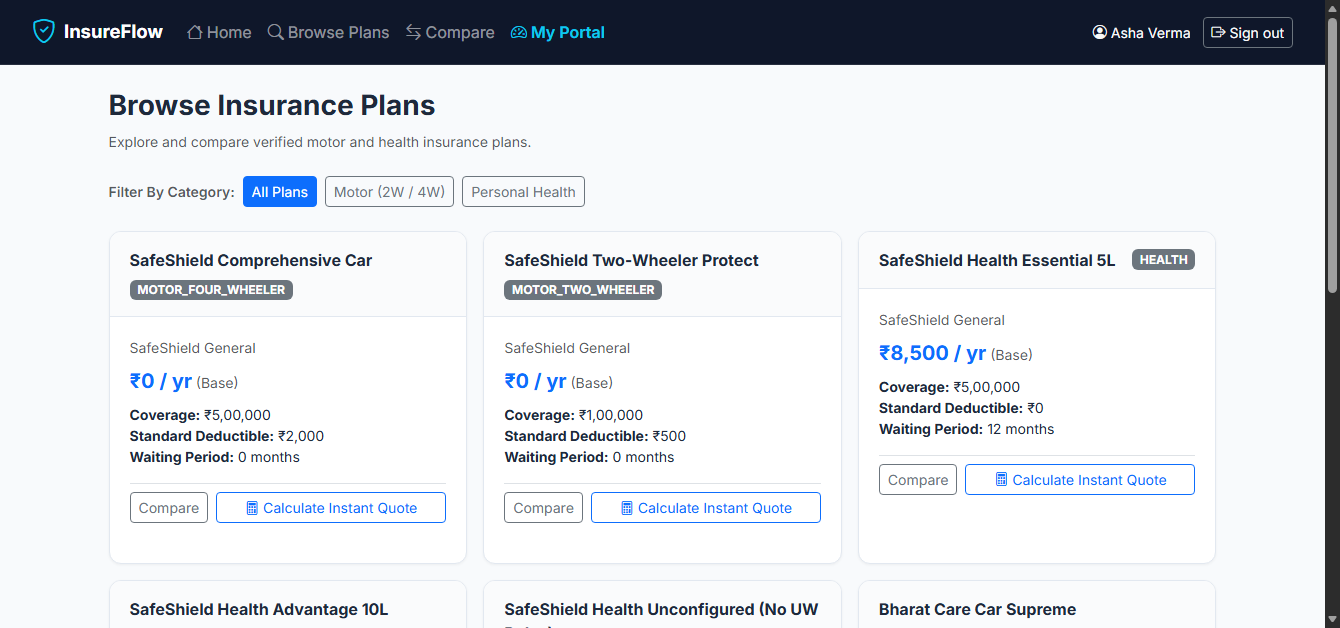 InsureFlow Home Browse Plans Compare My Portal Asha Verma Sign out
Browse Insurance Plans
Explore and compare verified motor and health insurance plans.
Filter By Category: All Plans Motor (2W / 4W) Personal Health
SafeShield Comprehensive Car
MOTOR_FOUR_WHEELER
SafeShield General
₹0 / yr (Base)
Coverage: ₹5,00,000
Standard Deductible: ₹2,000
Waiting Period: 0 months
Compare Calculate Instant Quote
SafeShield Two-Wheeler Protect
MOTOR_TWO_WHEELER
SafeShield General
₹0 / yr (Base)
Coverage: ₹1,00,000
Standard Deductible: ₹500
Waiting Period: 0 months
Compare Calculate Instant Quote
SafeShield Health Essential 5L HEALTH
SafeShield General
₹8,500 / yr (Base)
Coverage: ₹5,00,000
Standard Deductible: ₹0
Waiting Period: 12 months
Compare Calculate Instant Quote
SafeShield Health Advantage 10L
SafeShield Health Unconfigured (No UW
Bharat Care Car Supreme